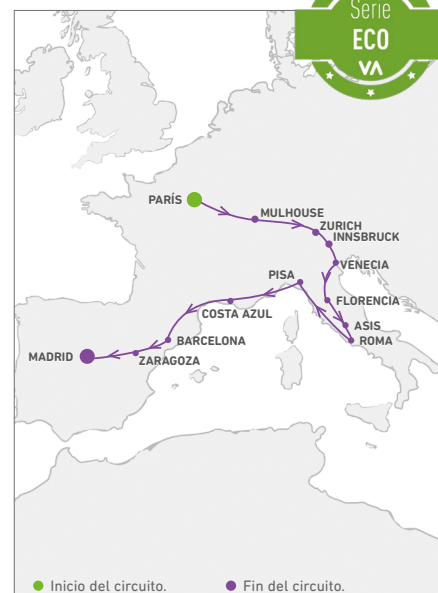 Serie
ECO
VA
PARÍS
MULHOUSE
ZURICH
INNSBRUCK
VENECIA
PISA
FLORENCIA
COSTA AZUL
ASIS
ROMA
BARCELONA
MADRID
ZARAGOZA
Inicio del circuito.
Fin del circuito.